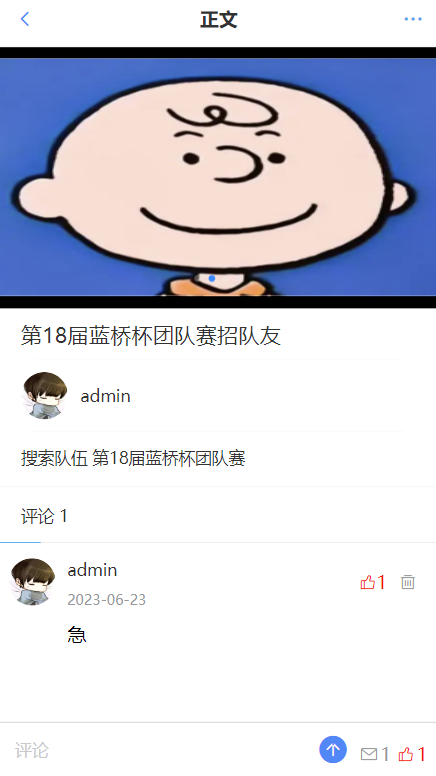 正文
第18届蓝桥杯团队赛招队友
admin
搜索队伍 第18届蓝桥杯团队赛
评论 1
admin
1
2023-06-23
急
评论
1 1